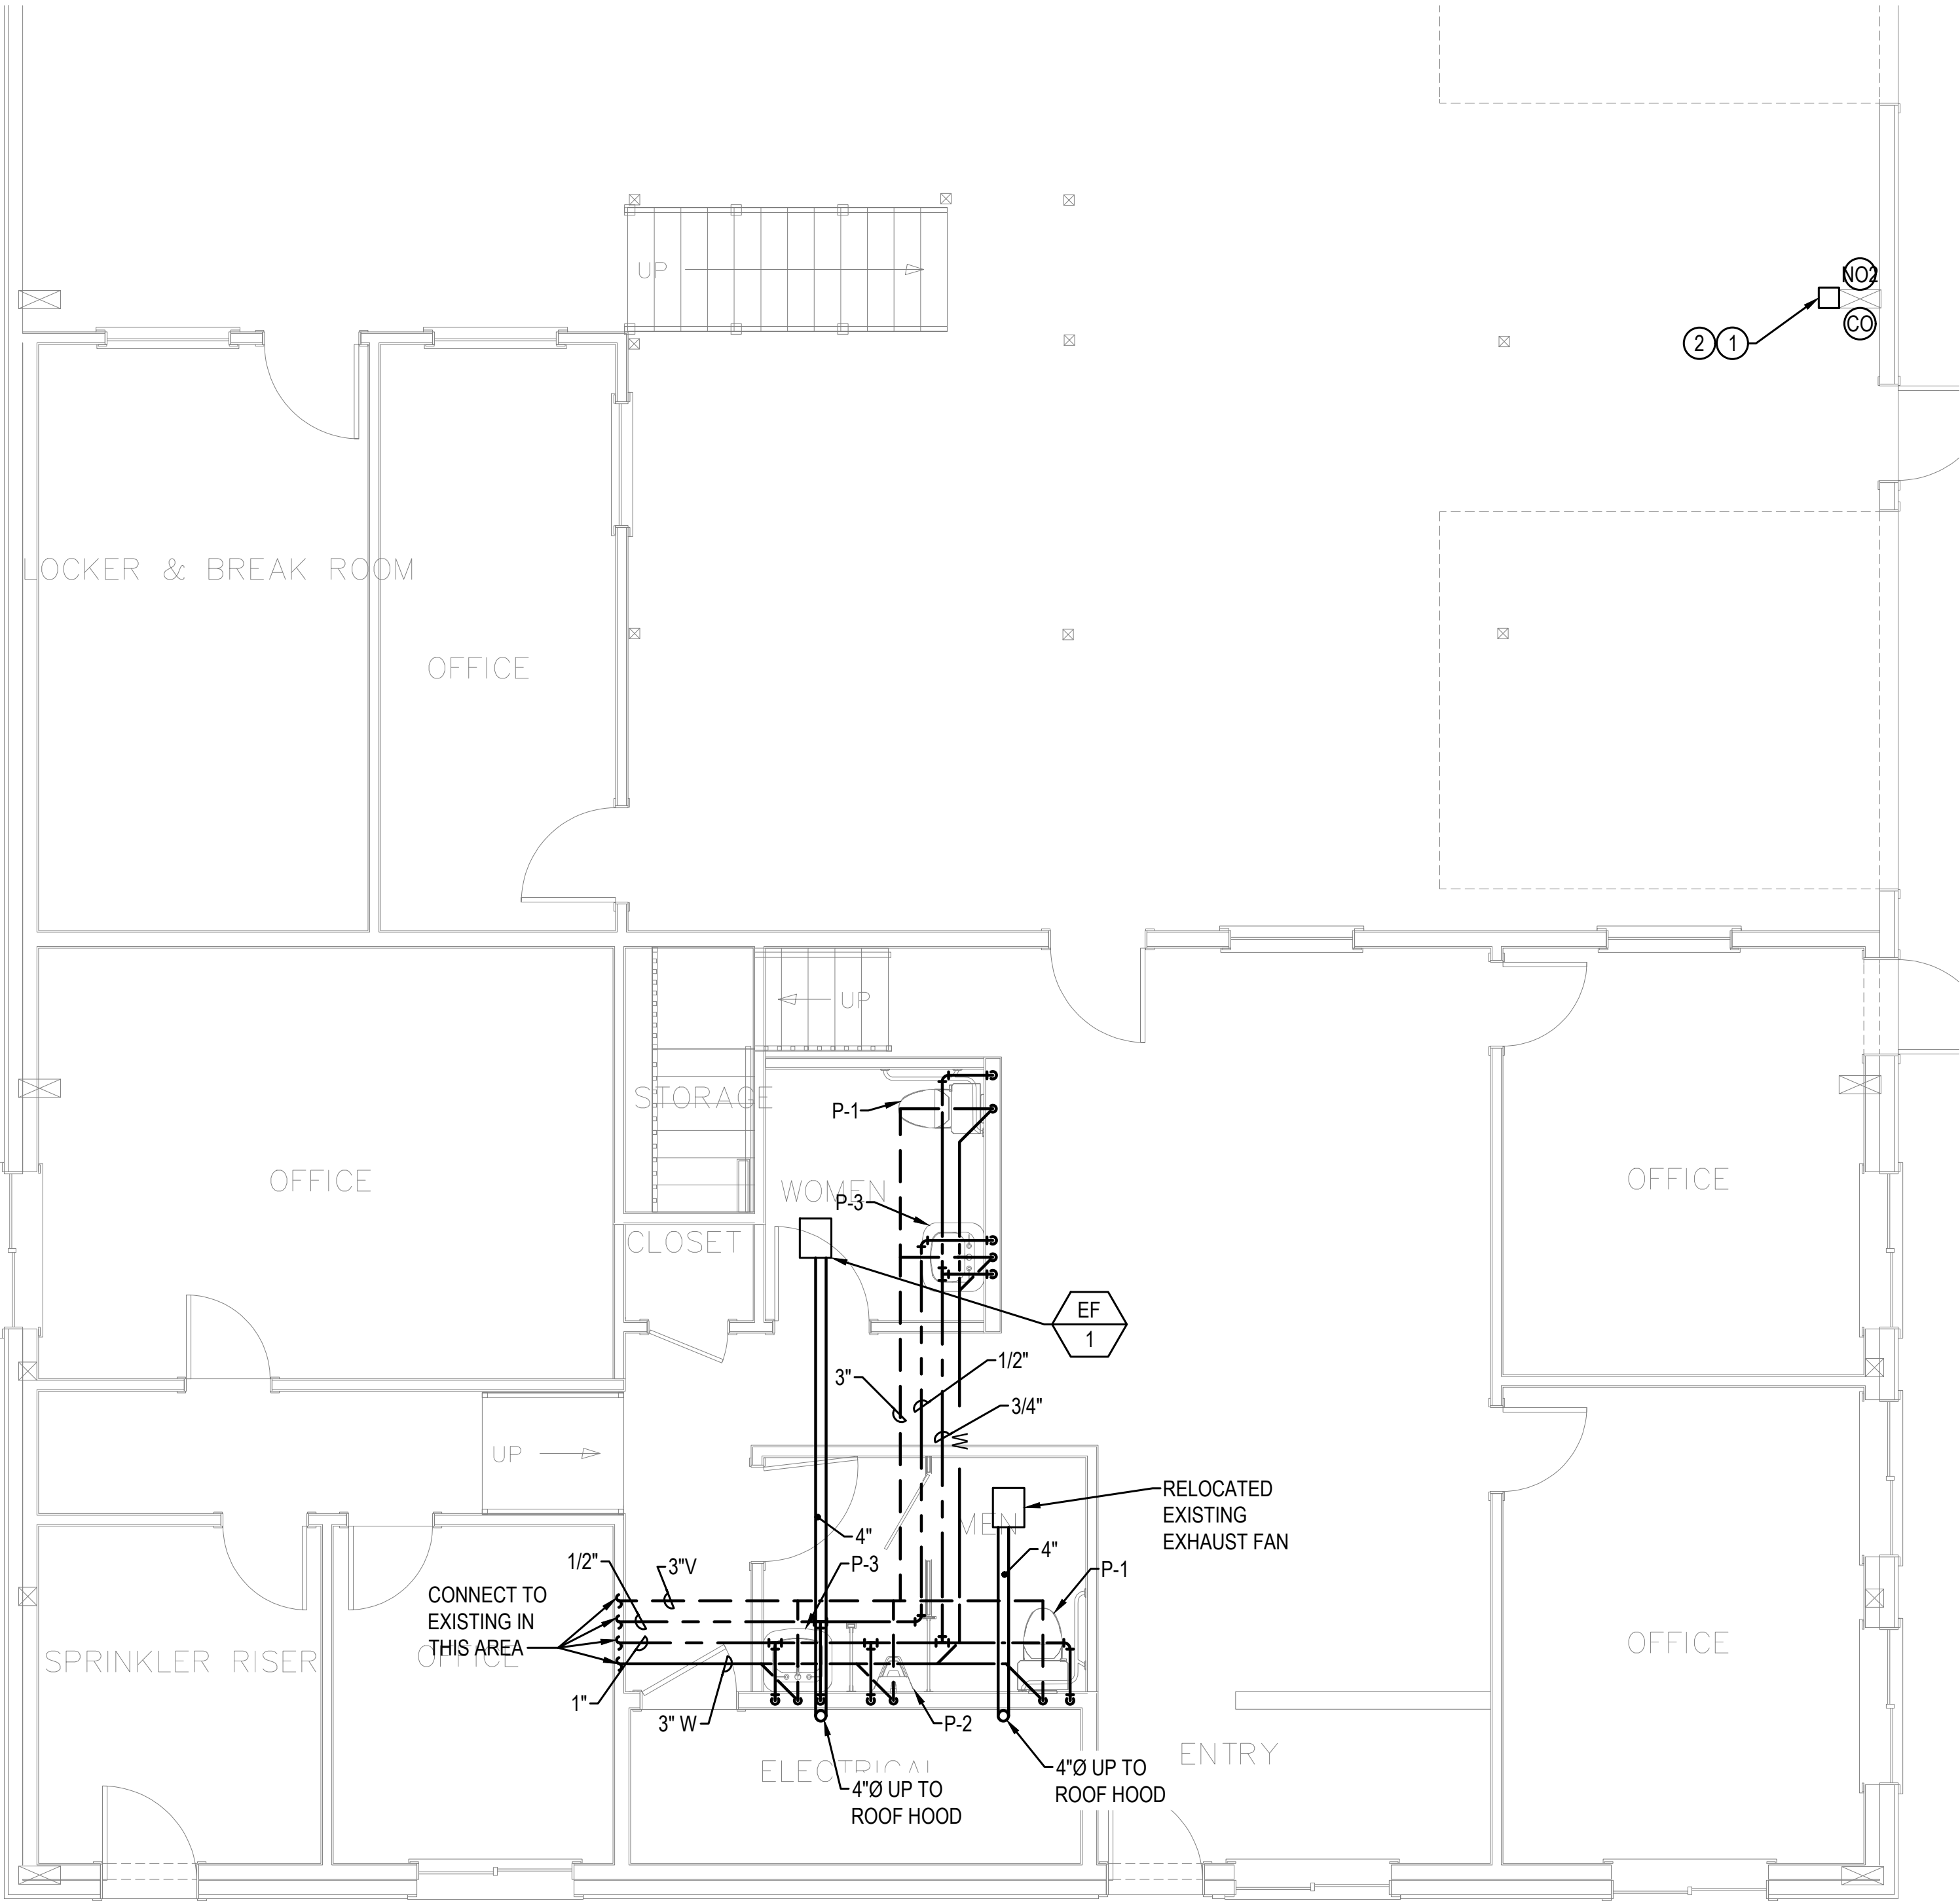 UP
NO2
CO
2
1
LOCKER & BREAK ROOM
OFFICE
UP
STORAGE
P-1
OFFICE
WOMEN
P-3
OFFICE
CLOSET
EF
1
1/2"
3"
3/4"
W
UP
RELOCATED
EXISTING
EXHAUST FAN
MEN
4"
P-3
4"
P-1
1/2"
3"V
CONNECT TO
EXISTING IN
THIS AREA
SPRINKLER RISER
OFFICE
OFFICE
1"
3" W
P-2
ELECTRICAL
ENTRY
4"Ø UP TO
ROOF HOOD
4"Ø UP TO
ROOF HOOD